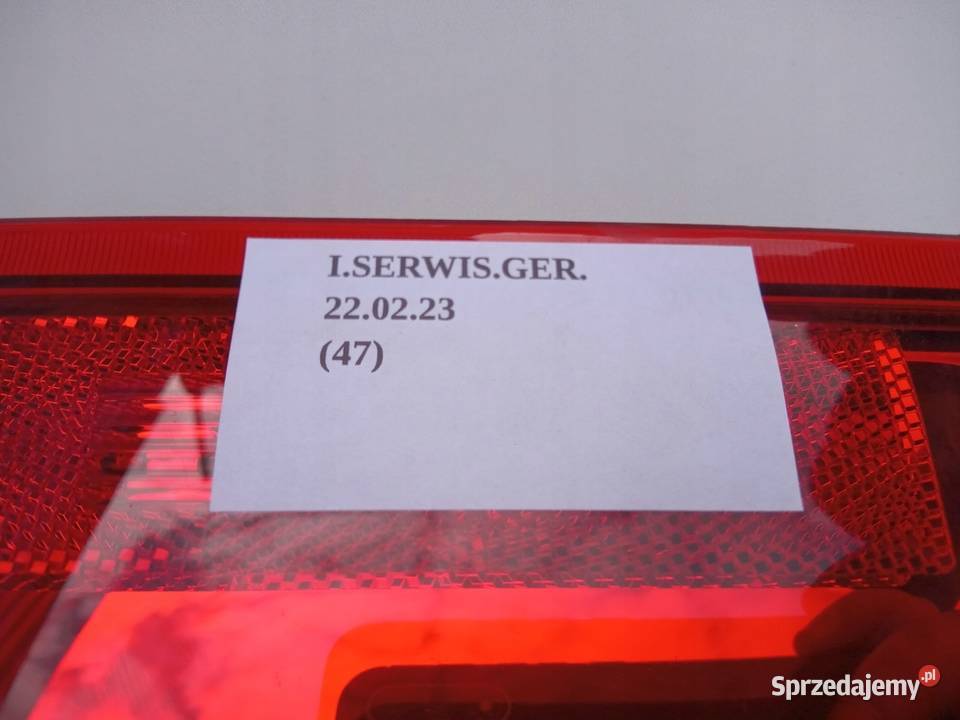 I.SERWIS.GER.
22.02.23
(47)
Sprzedajemy.pl